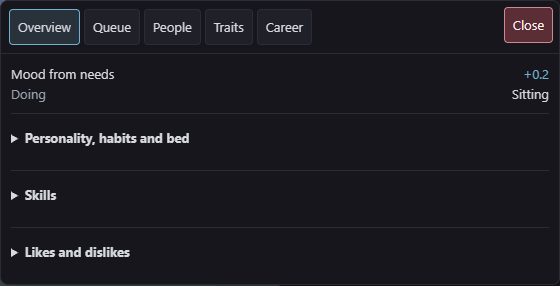 Overview Queue People Traits Career Close
Mood from needs +0.2
Doing Sitting
Personality, habits and bed
Skills
Likes and dislikes